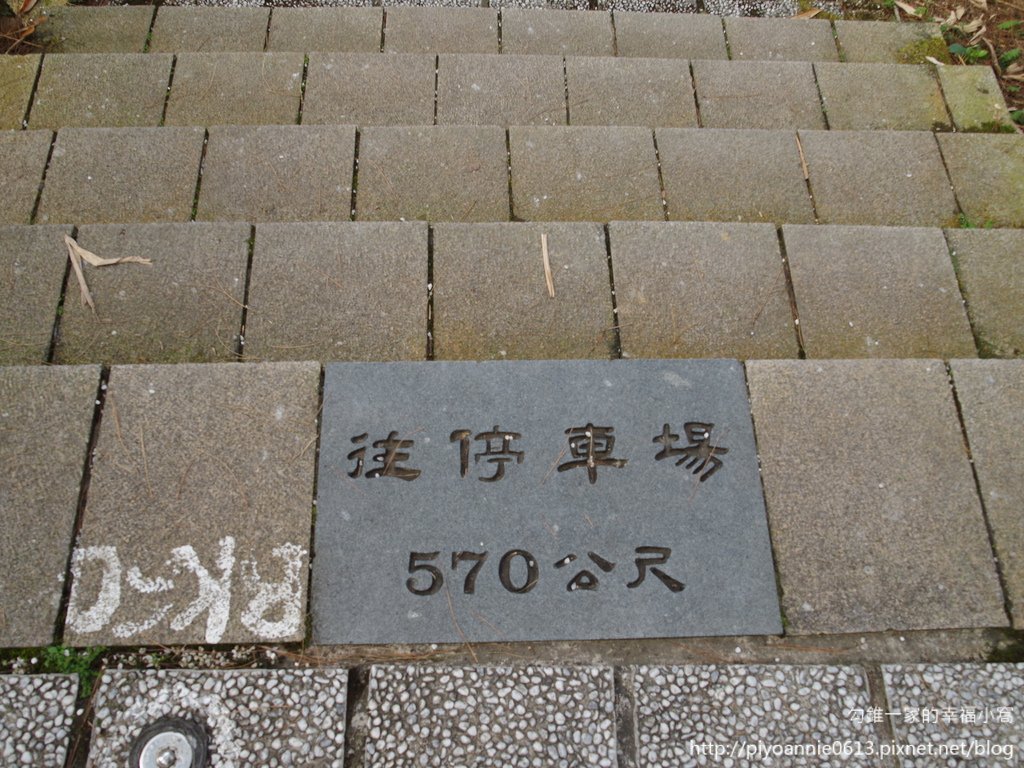 往停車場
570公尺
勾錐一家的幸福小窩
http://piyoannie0613.pixnet.net/blog